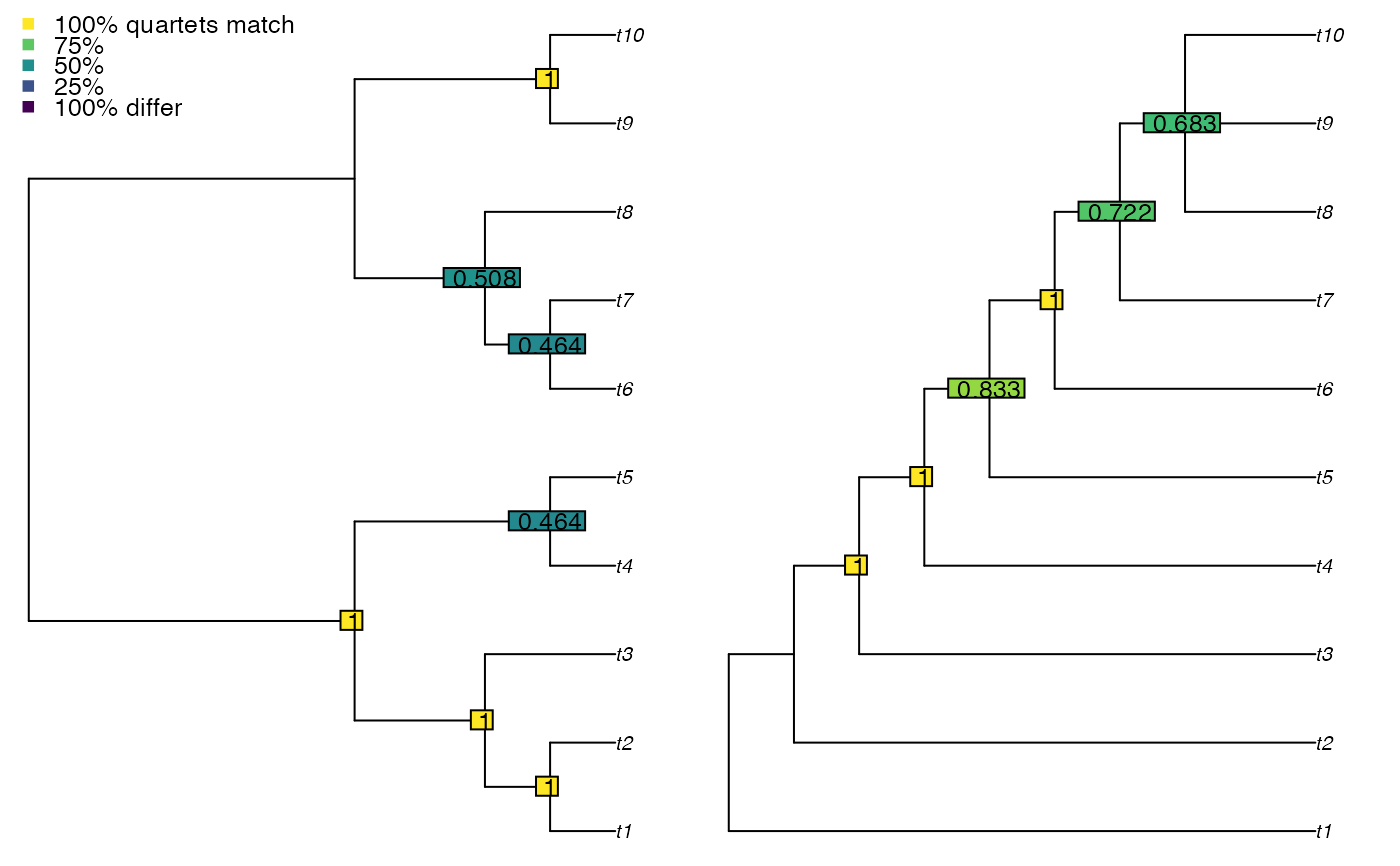 100% quartets match
75%
50%
25%
100% differ
t10
1
t9
t8
0.508
t7
0.464
t6
t5
0.464
t4
1
t3
1
t2
1
t1
t10
0.683
t9
0.722
t8
1
t7
0.833
t6
1
t5
1
t4
t3
t2
t1